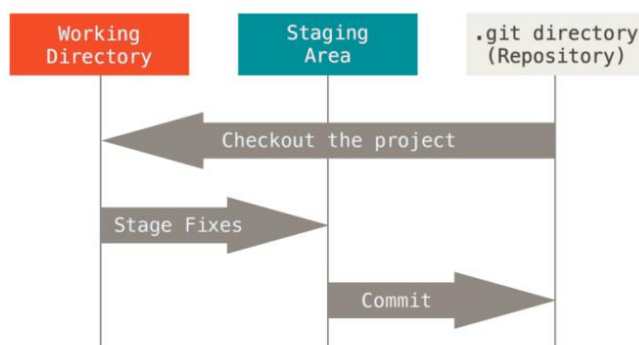 Working
Directory
Staging
Area
.git directory
(Repository)
Checkout the project
Stage Fixes
Commit